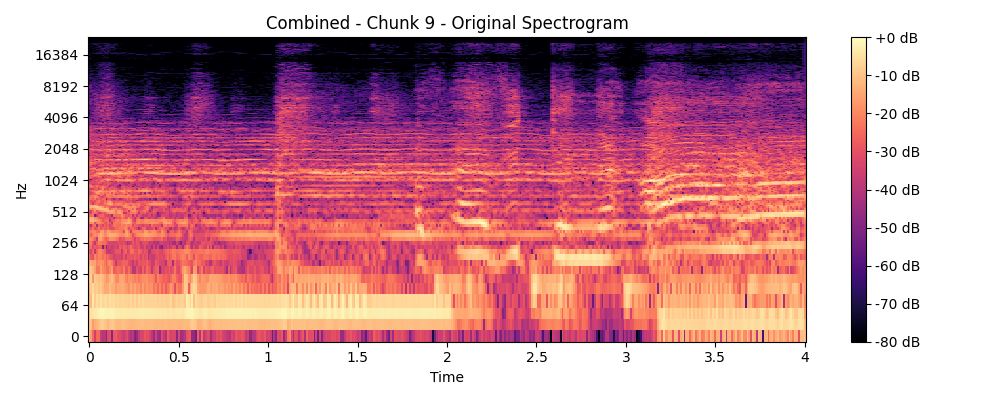 Combined - Chunk 9 - Original Spectrogram
Hz
16384
8192
4096
2048
1024
512
256
128
64
0
0 0.5 1 1.5 2 2.5 3 3.5 4
Time
+0 dB
-10 dB
-20 dB
-30 dB
-40 dB
-50 dB
-60 dB
-70 dB
-80 dB